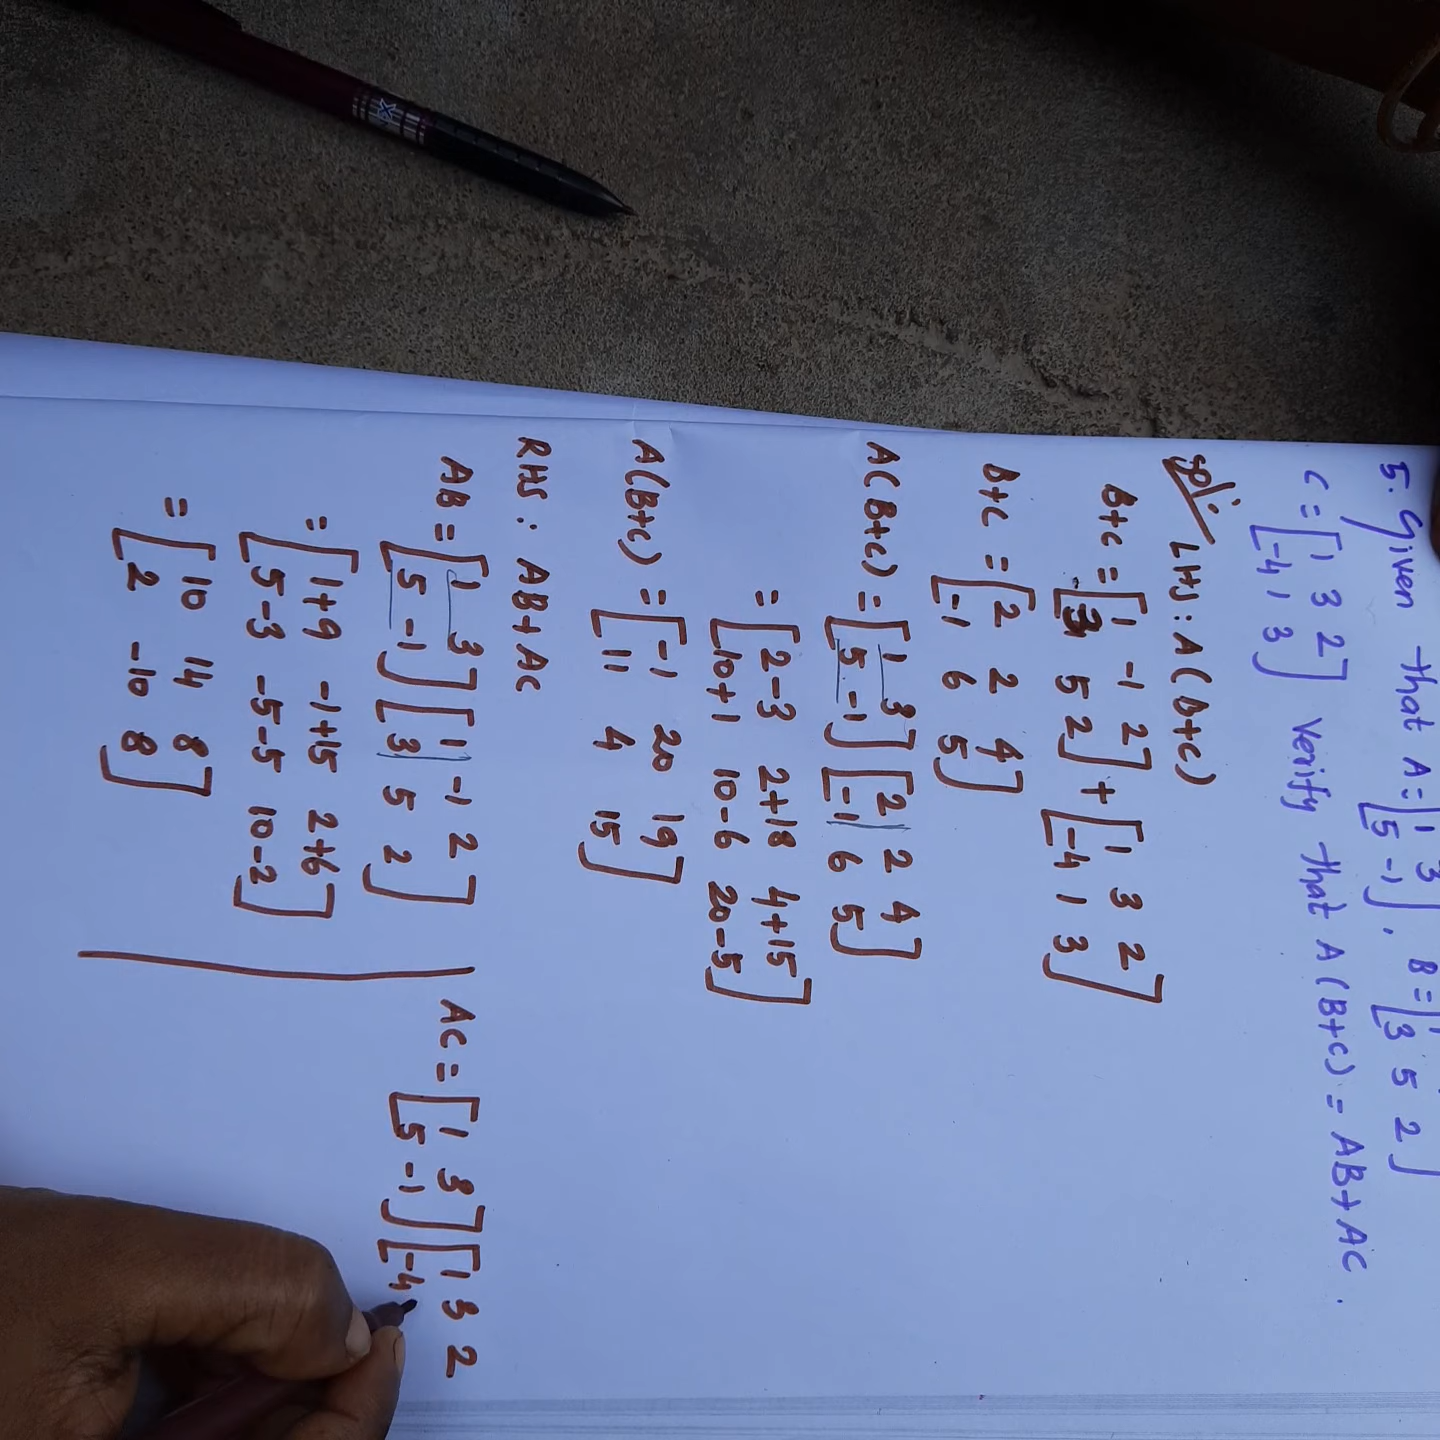 5. Given that A = [1 3
5 -1], B = [1
3 5 2]
C = [1 3 2
-4 1 3] verify that A(B+C) = AB+AC.
Sol:- LHS: A(B+C)
B+C = [1 -1 2
3 5 2] + [1 3 2
-4 1 3]
B+C = [2 2 4
-1 6 5]
A(B+C) = [1 3
5 -1] [2 2 4
-1 6 5]
= [2-3 2+18 4+15
10+1 10-6 20-5]
A(B+C) = [-1 20 19
11 4 15]
RHS: AB+AC
AB = [1 3
5 -1] [1 -1 2
3 5 2]
= [1+9 -1+15 2+6
5-3 -5-5 10-2]
= [10 14 8
2 -10 8]
AC = [1 3
5 -1] [1 3 2
-4